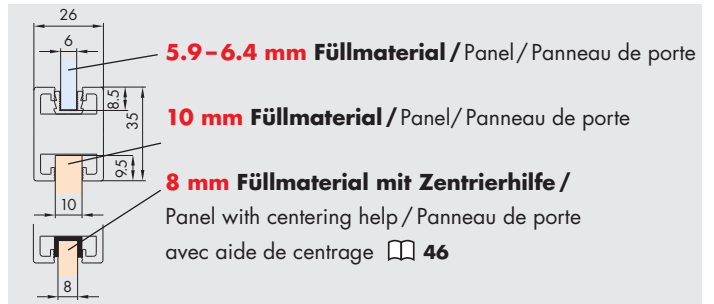 26
6
5.9–6.4 mm Füllmaterial / Panel / Panneau de porte
8.5
35
10 mm Füllmaterial / Panel / Panneau de porte
9.5
8 mm Füllmaterial mit Zentrierhilfe /
10
Panel with centering help / Panneau de porte
avec aide de centrage 46
8